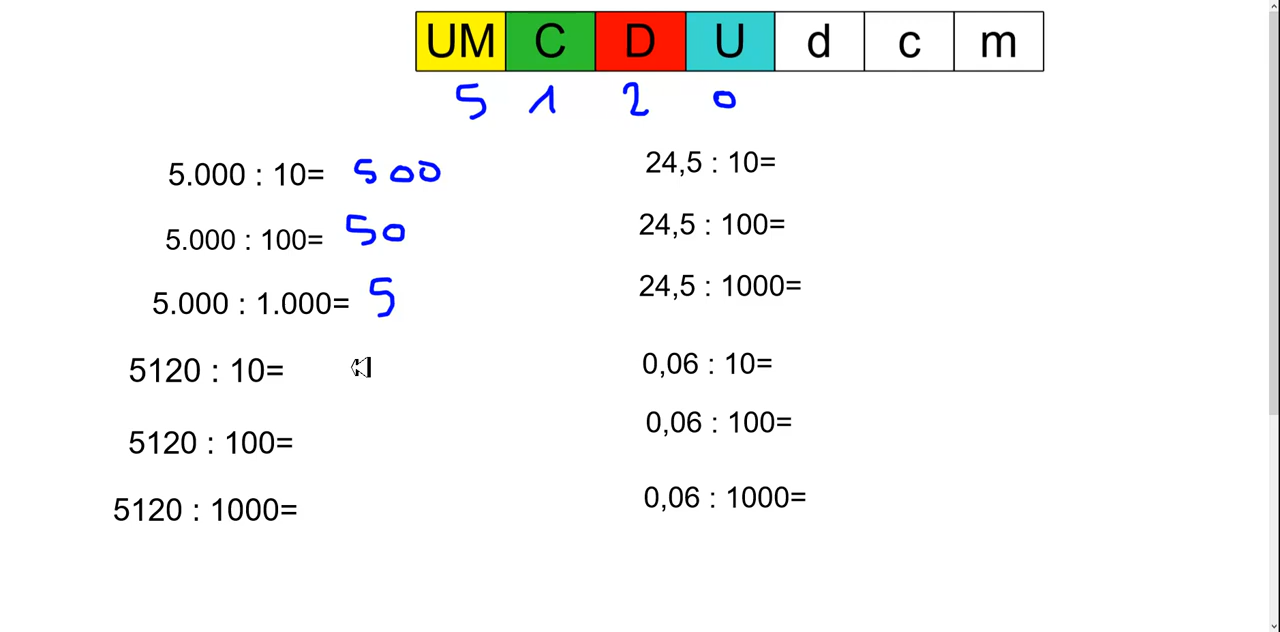 UM C D U d c m
5 1 2 0
5.000 : 10= 500
5.000 : 100= 50
5.000 : 1.000= 5
5120 : 10=
5120 : 100=
5120 : 1000=
24,5 : 10=
24,5 : 100=
24,5 : 1000=
0,06 : 10=
0,06 : 100=
0,06 : 1000=